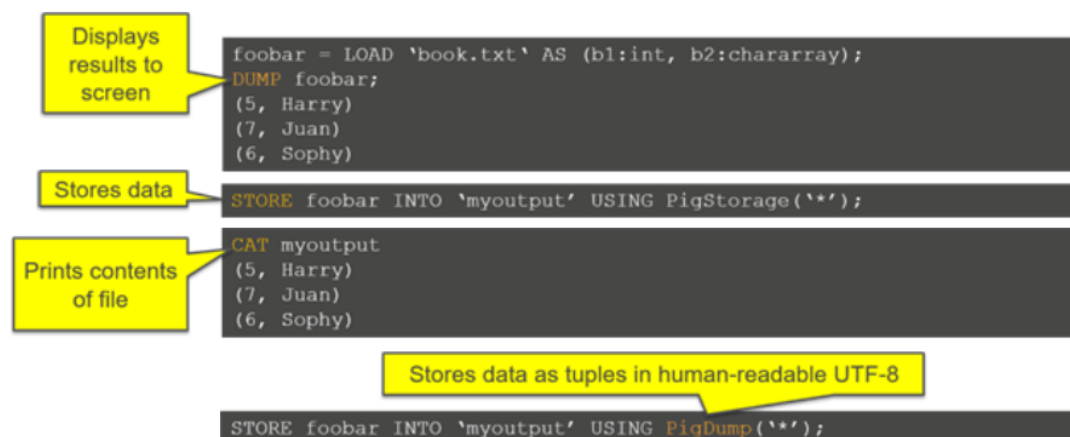 Displays
results to
screen
foobar = LOAD ‘book.txt‘ AS (b1:int, b2:chararray);
DUMP foobar;
(5, Harry)
(7, Juan)
(6, Sophy)
Stores data
STORE foobar INTO ‘myoutput’ USING PigStorage(‘*’);
Prints contents
of file
CAT myoutput
(5, Harry)
(7, Juan)
(6, Sophy)
Stores data as tuples in human-readable UTF-8
STORE foobar INTO ‘myoutput’ USING PigDump(‘*’);